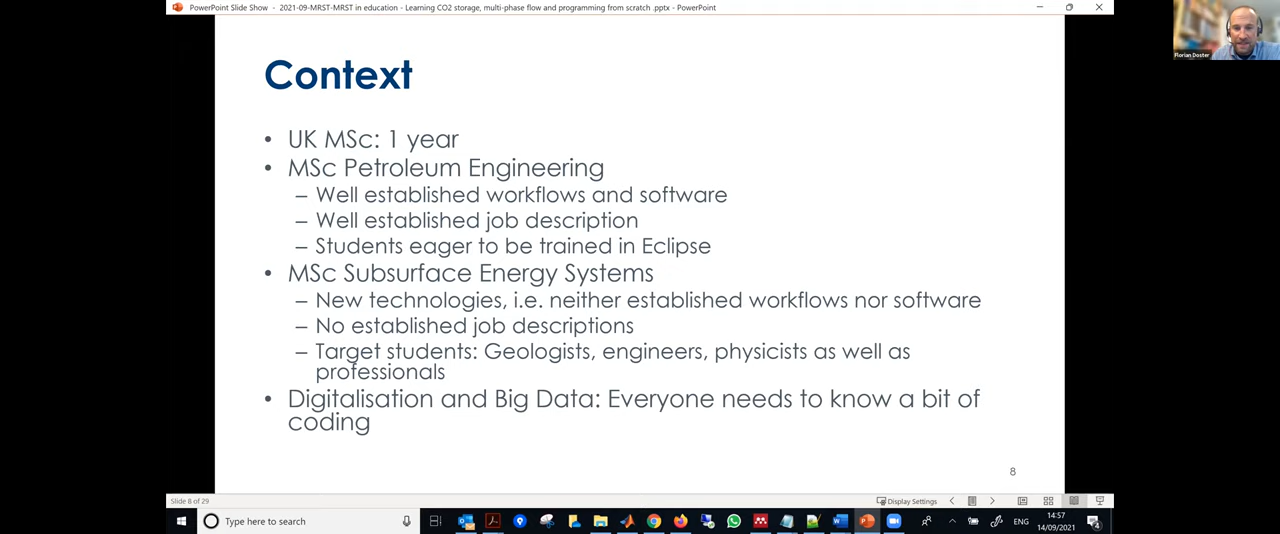 PowerPoint Slide Show - 2021-09-MRST-MRST in education - Learning CO2 storage, multi-phase flow and programming from scratch .pptx - PowerPoint
Florian Doster
Context
• UK MSc: 1 year
• MSc Petroleum Engineering
– Well established workflows and software
– Well established job description
– Students eager to be trained in Eclipse
• MSc Subsurface Energy Systems
– New technologies, i.e. neither established workflows nor software
– No established job descriptions
– Target students: Geologists, engineers, physicists as well as
professionals
• Digitalisation and Big Data: Everyone needs to know a bit of
coding
8
Slide 8 of 29
Display Settings
Type here to search
ENG
14:57
14/09/2021
4